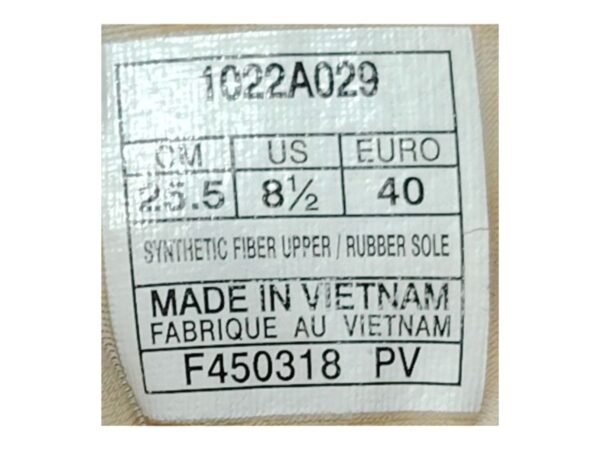 1022A029
CM US EURO
25.5 8½ 40
SYNTHETIC FIBER UPPER / RUBBER SOLE
MADE IN VIETNAM
FABRIQUE AU VIETNAM
F450318 PV